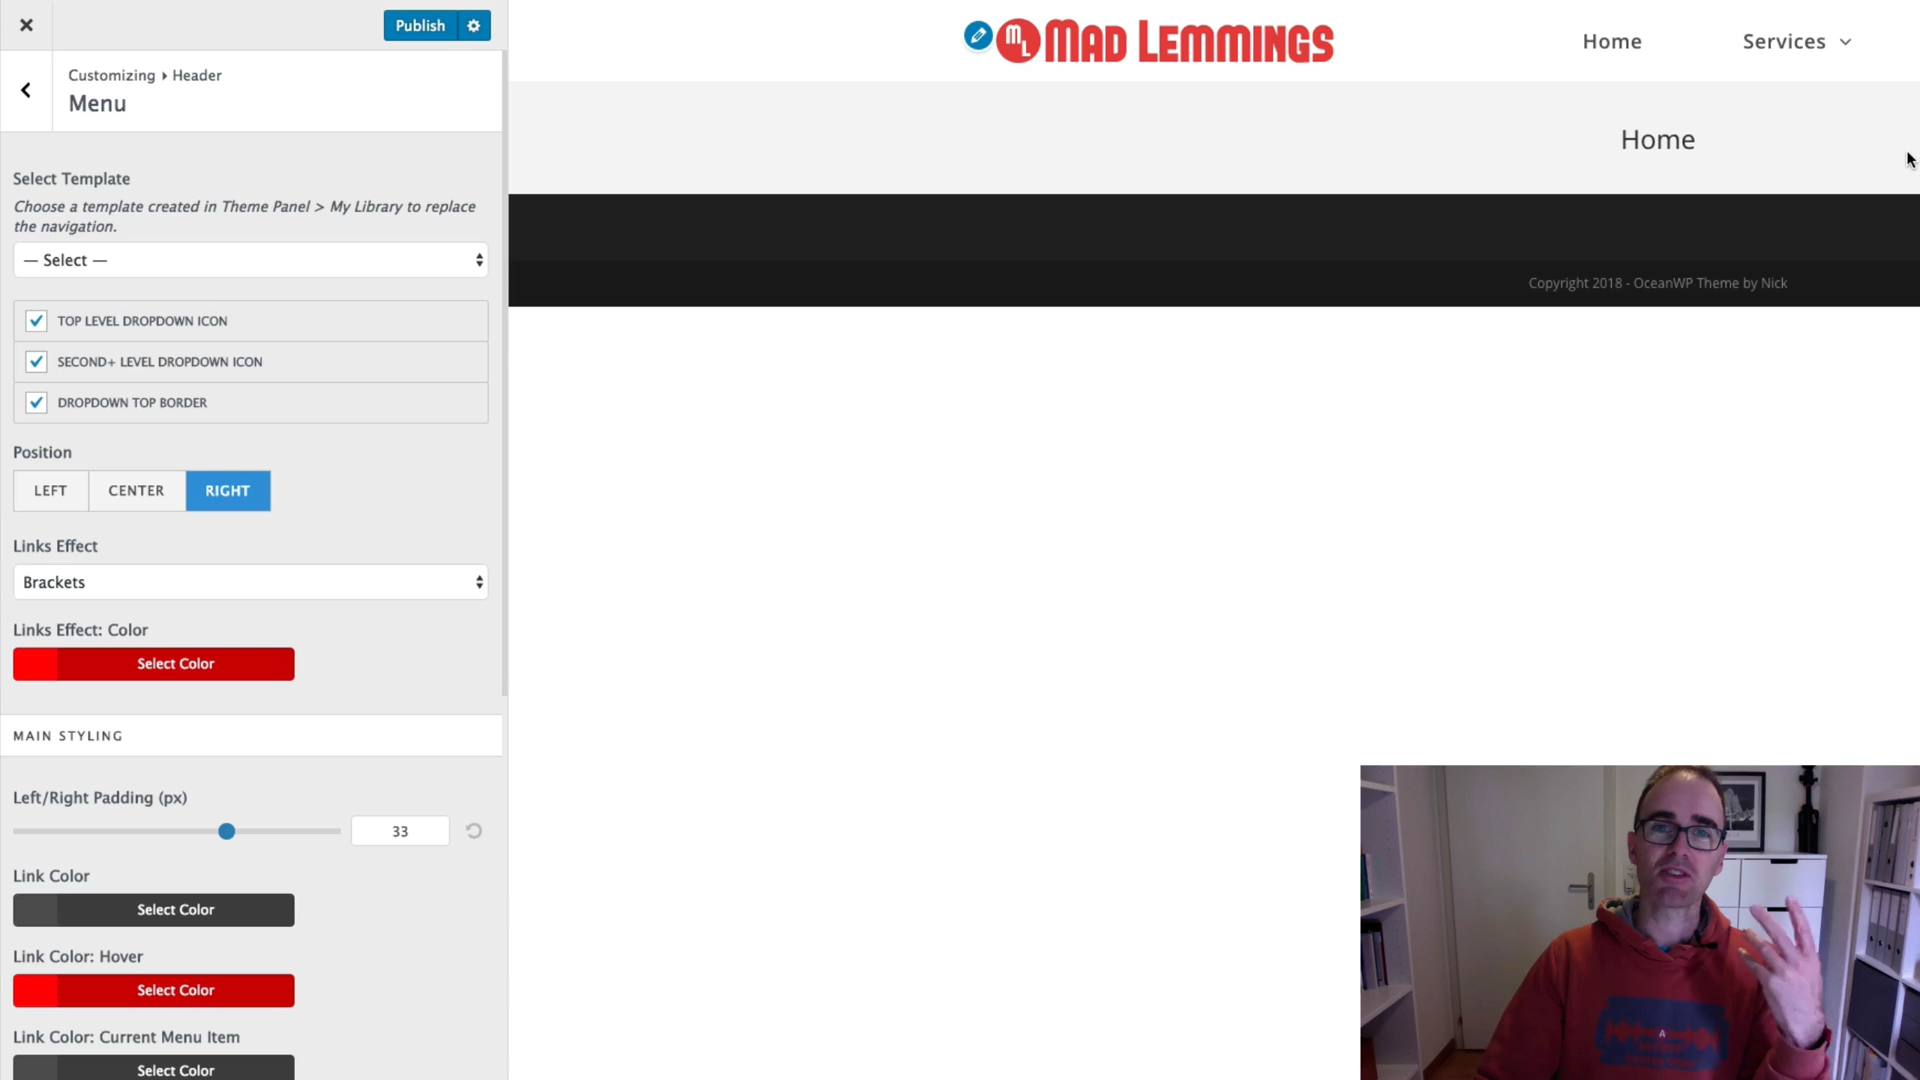 Publish
Customizing ▸ Header
Menu
Select Template
Choose a template created in Theme Panel > My Library to replace
the navigation.
— Select —
TOP LEVEL DROPDOWN ICON
SECOND+ LEVEL DROPDOWN ICON
DROPDOWN TOP BORDER
Position
LEFT CENTER RIGHT
Links Effect
Brackets
Links Effect: Color
Select Color
MAIN STYLING
Left/Right Padding (px)
33
Link Color
Select Color
Link Color: Hover
Select Color
Link Color: Current Menu Item
Select Color
ML MAD LEMMINGS
Home Services
Home
Copyright 2018 - OceanWP Theme by Nick
A